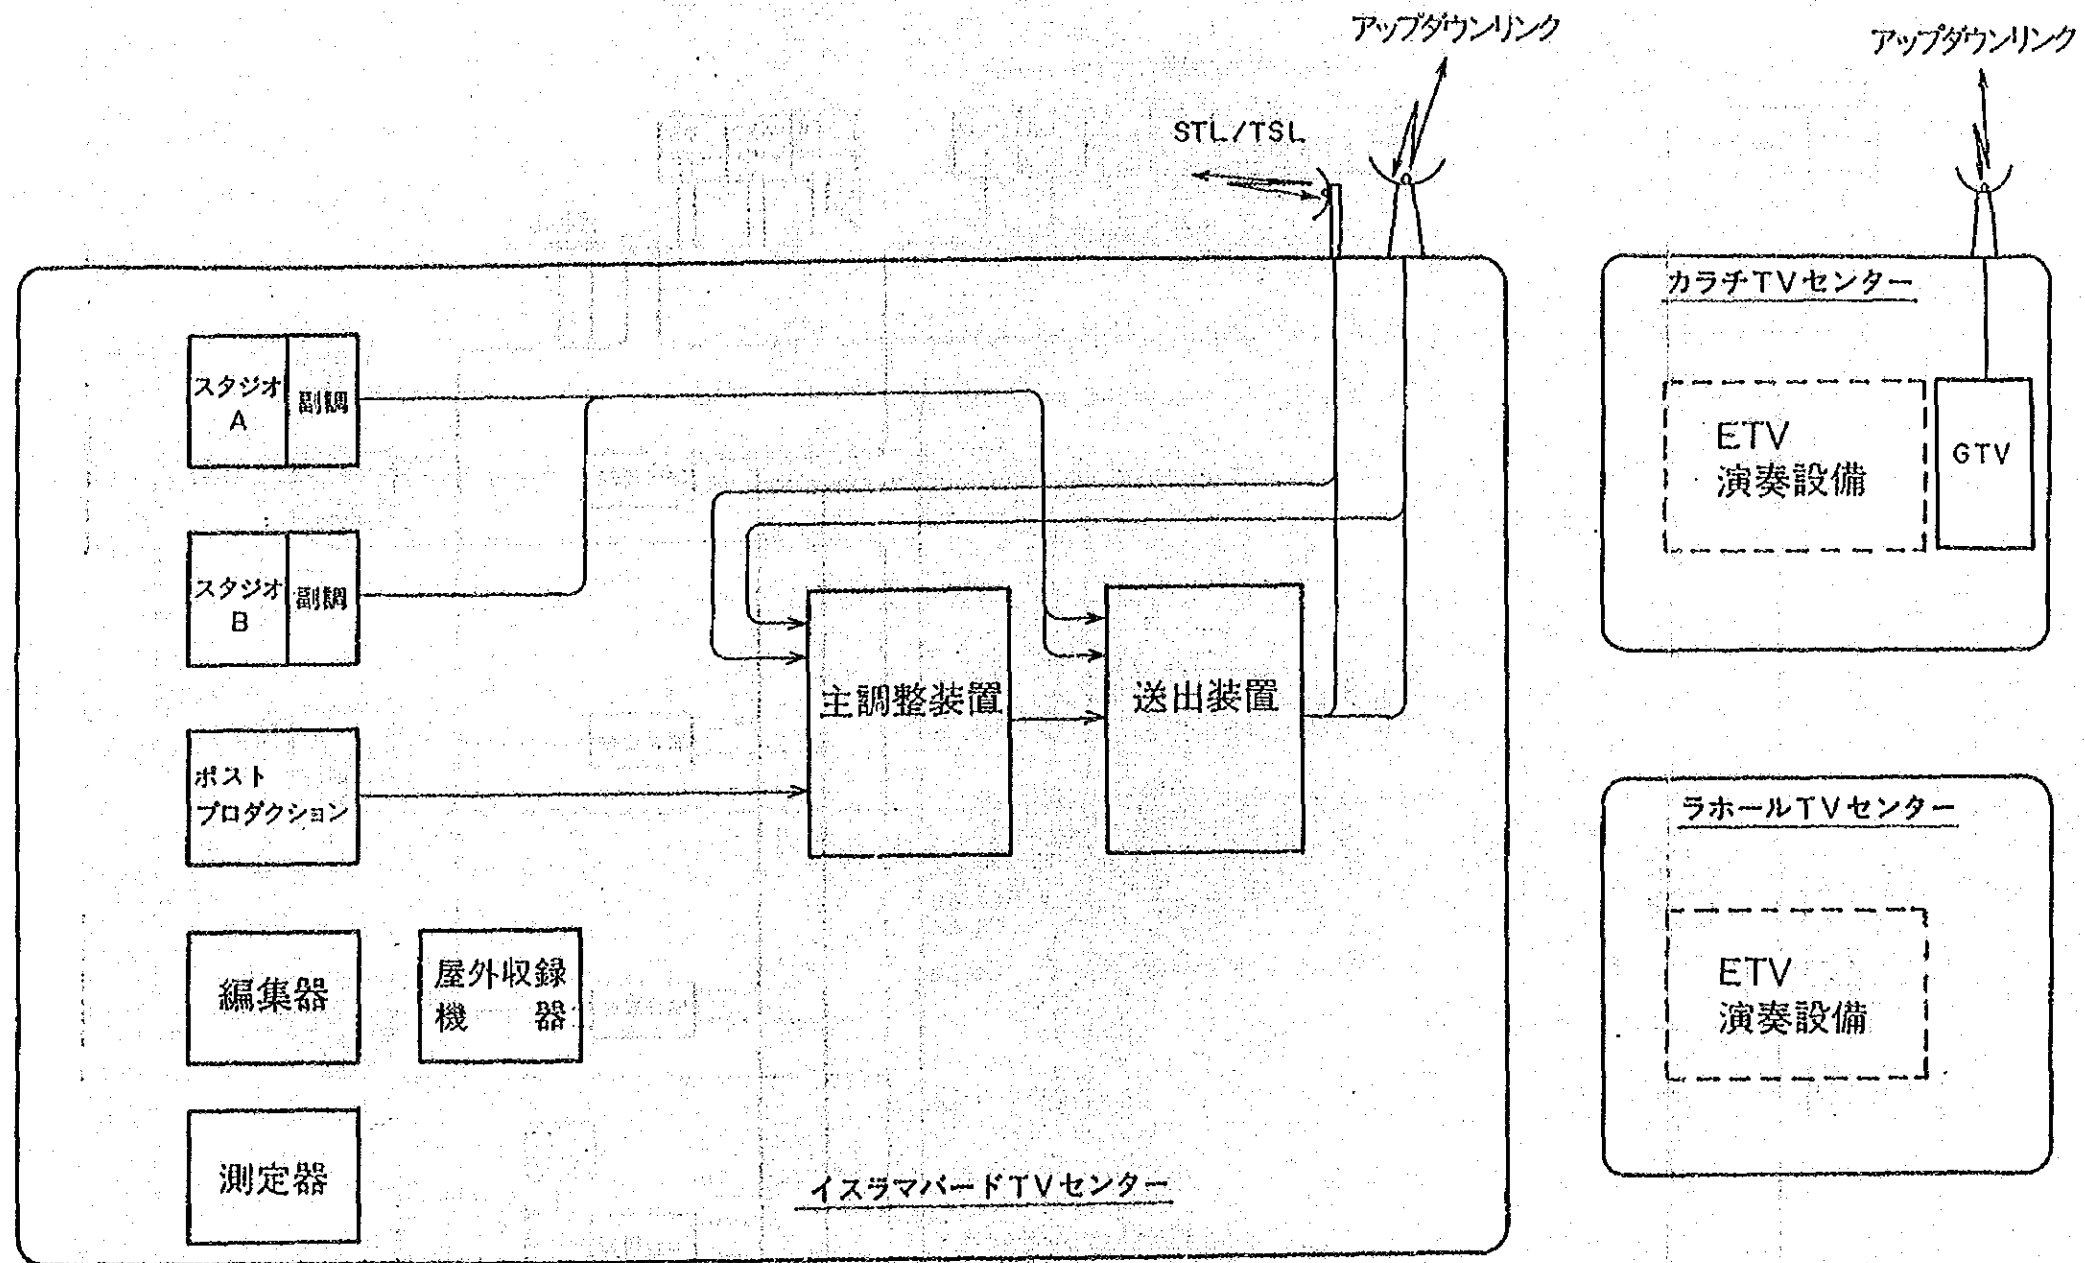 アップダウンリンク
アップダウンリンク
STL/TSL
スタジオ
A
副調
スタジオ
B
副調
ポスト
プロダクション
編集器
屋外収録
機　器
測定器
主調整装置
送出装置
イスラマバードTVセンター
カラチTVセンター
ETV
演奏設備
GTV
ラホールTVセンター
ETV
演奏設備